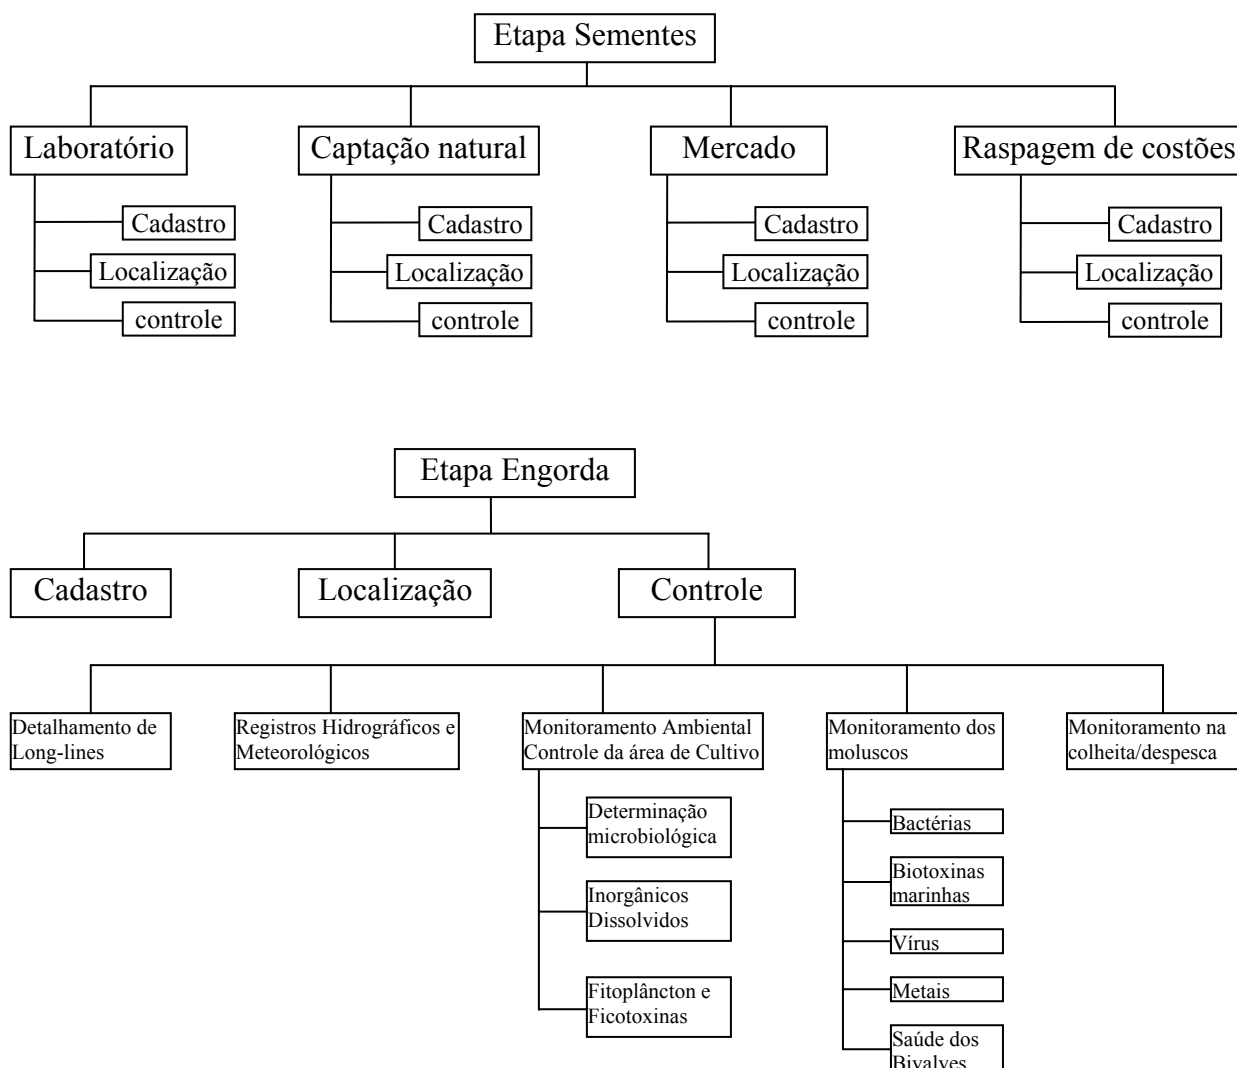 Etapa Sementes
Laboratório
Captação natural
Mercado
Raspagem de costões
Cadastro
Cadastro
Cadastro
Cadastro
Localização
Localização
Localização
Localização
controle
controle
controle
controle
Etapa Engorda
Cadastro
Localização
Controle
Detalhamento de
Long-lines
Registros Hidrográficos e
Meteorológicos
Monitoramento Ambiental
Controle da área de Cultivo
Monitoramento dos
moluscos
Monitoramento na
colheita/despesca
Determinação
microbiológica
Inorgânicos
Dissolvidos
Fitoplâncton e
Ficotoxinas
Bactérias
Biotoxinas
marinhas
Vírus
Metais
Saúde dos
Bivalves